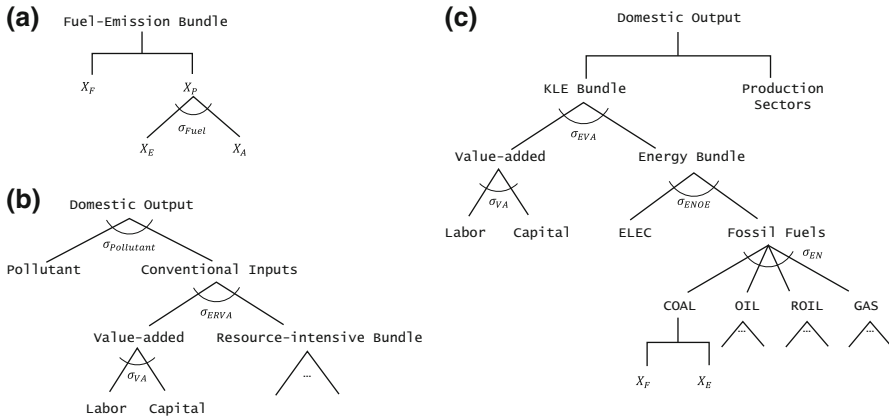 (a)
Fuel-Emission Bundle
X_F X_P
σ_Fuel
X_E X_A
(b)
Domestic Output
σ_Pollutant
Pollutant Conventional Inputs
σ_ERVA
Value-added Resource-intensive Bundle
σ_VA ...
Labor Capital
(c)
Domestic Output
KLE Bundle Production
Sectors
σ_EVA
Value-added Energy Bundle
σ_VA σ_ENOE
Labor Capital ELEC Fossil Fuels
σ_EN
COAL OIL ROIL GAS
... ... ...
X_F X_E